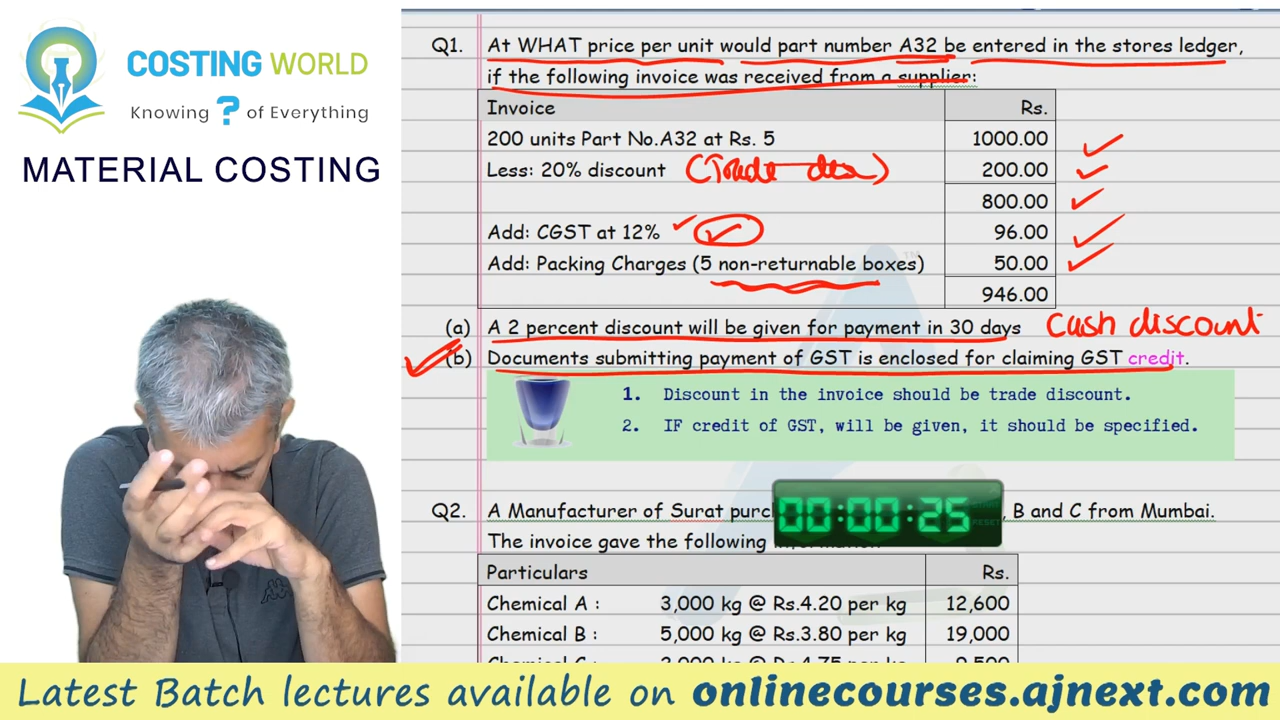 COSTING WORLD
Knowing ? of Everything
MATERIAL COSTING
Q1. At WHAT price per unit would part number A32 be entered in the stores ledger,
if the following invoice was received from a supplier:
Invoice Rs.
200 units Part No.A32 at Rs. 5 1000.00
Less: 20% discount (Trade dis) 200.00
800.00
Add: CGST at 12% 96.00
Add: Packing Charges (5 non-returnable boxes) 50.00
TM
946.00
(a) A 2 percent discount will be given for payment in 30 days Cash discount
(b) Documents submitting payment of GST is enclosed for claiming GST credit.
1. Discount in the invoice should be trade discount.
2. IF credit of GST, will be given, it should be specified.
00:00:25
Q2. A Manufacturer of Surat purc , B and C from Mumbai.
The invoice gave the following
Particulars Rs.
Chemical A : 3,000 kg @ Rs.4.20 per kg 12,600
Chemical B : 5,000 kg @ Rs.3.80 per kg 19,000
Latest Batch lectures available on onlinecourses.ajnext.com